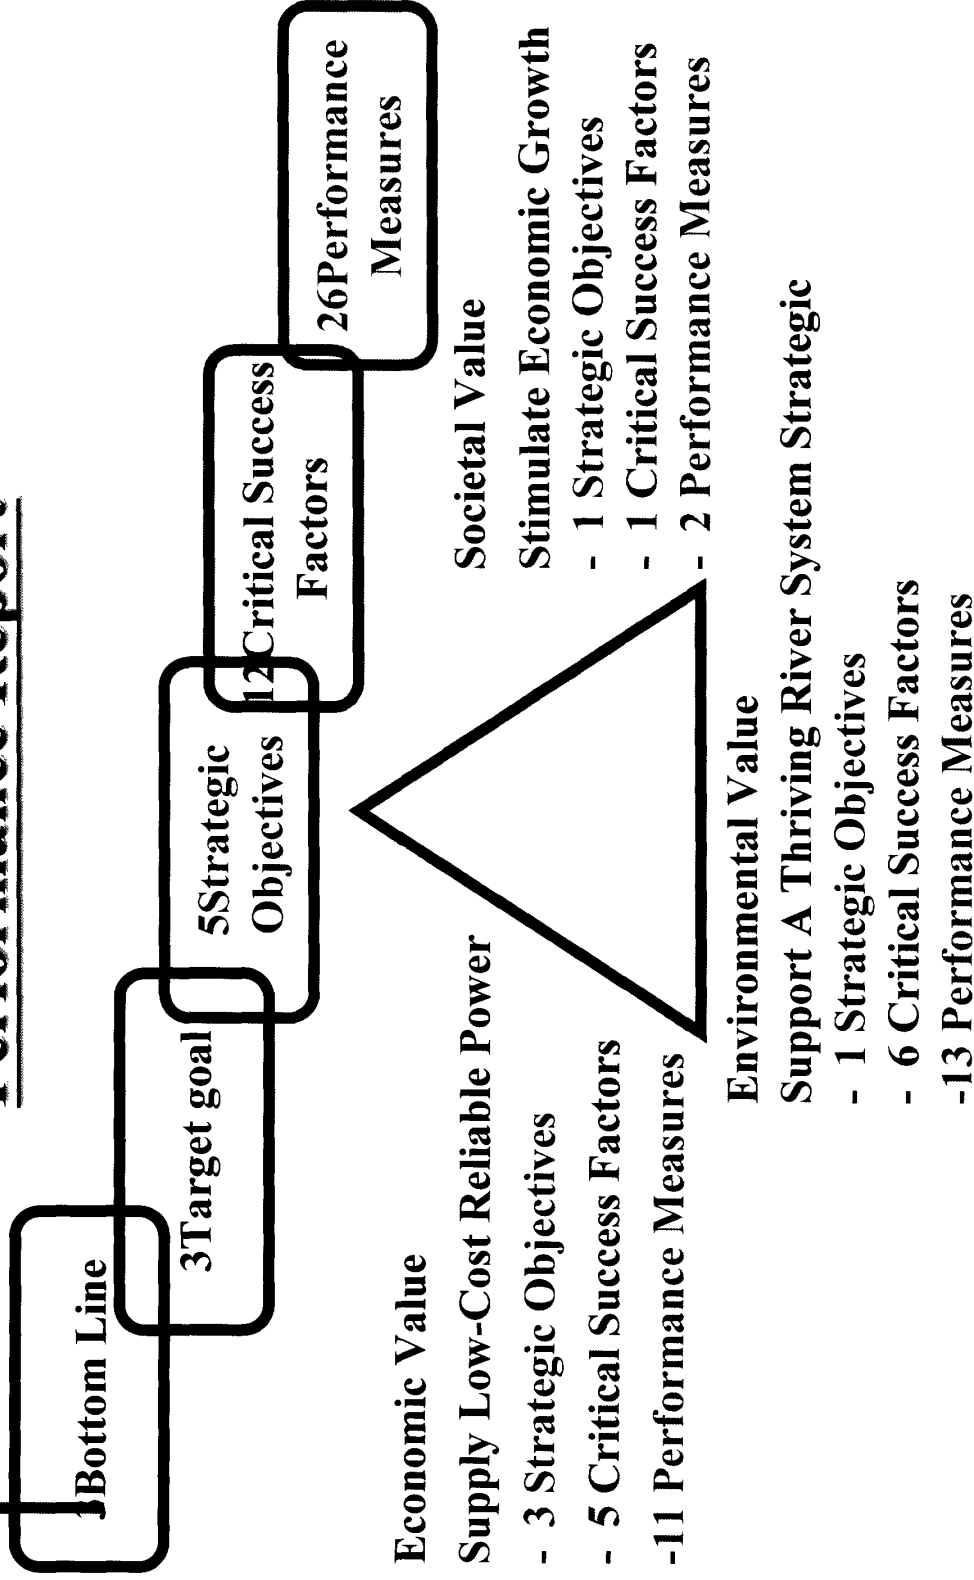 Performance Report
3Bottom Line
3Target goal
5Strategic
Objectives
12Critical Success
Factors
26Performance
Measures
Economic Value
Supply Low-Cost Reliable Power
- 3 Strategic Objectives
- 5 Critical Success Factors
-11 Performance Measures
Societal Value
Stimulate Economic Growth
- 1 Strategic Objectives
- 1 Critical Success Factors
- 2 Performance Measures
Environmental Value
Support A Thriving River System Strategic
- 1 Strategic Objectives
- 6 Critical Success Factors
-13 Performance Measures